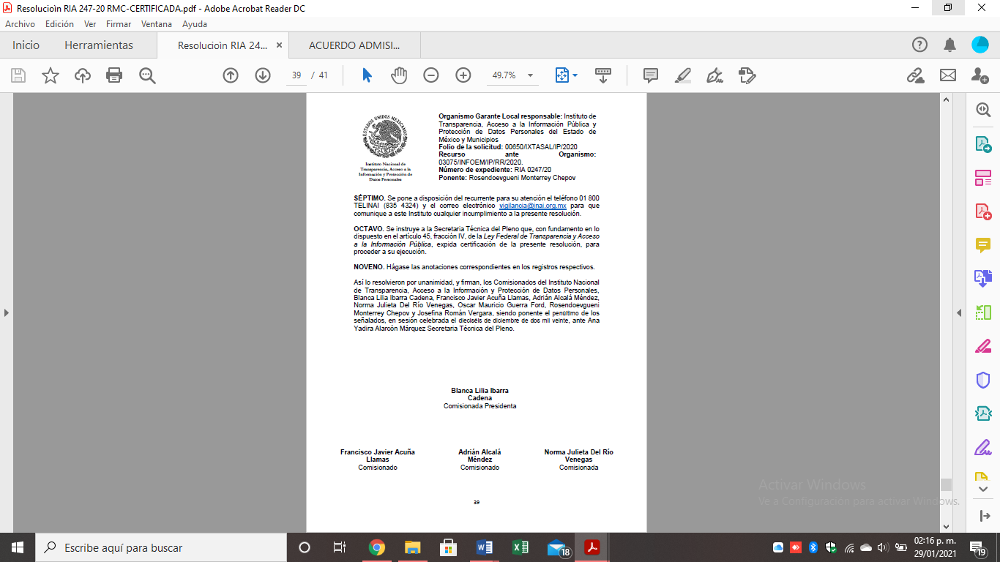 Resolucioìn RIA 247-20 RMC-CERTIFICADA.pdf - Adobe Acrobat Reader DC
Archivo Edición Ver Firmar Ventana Ayuda
Inicio Herramientas Resolucioìn RIA 24... × ACUERDO ADMISI...
39 / 41 49.7%
ESTADOS UNIDOS MEXICANOS
Instituto Nacional de
Transparencia, Acceso a la
Información y Protección de
Datos Personales
Organismo Garante Local responsable: Instituto de
Transparencia, Acceso a la Información Pública y
Protección de Datos Personales del Estado de
México y Municipios
Folio de la solicitud: 00650/IXTASAL/IP/2020
Recurso ante Organismo:
03075/INFOEM/IP/RR/2020.
Número de expediente: RIA 0247/20
Ponente: Rosendoevgueni Monterrey Chepov
SÉPTIMO. Se pone a disposición del recurrente para su atención el teléfono 01 800
TELINAI (835 4324) y el correo electrónico vigilancia@inai.org.mx para que
comunique a este Instituto cualquier incumplimiento a la presente resolución.
OCTAVO. Se instruye a la Secretaria Técnica del Pleno que, con fundamento en lo
dispuesto en el artículo 45, fracción IV, de la Ley Federal de Transparencia y Acceso
a la Información Pública, expida certificación de la presente resolución, para
proceder a su ejecución.
NOVENO. Hágase las anotaciones correspondientes en los registros respectivos.
Así lo resolvieron por unanimidad, y firman, los Comisionados del Instituto Nacional
de Transparencia, Acceso a la Información y Protección de Datos Personales,
Blanca Lilia Ibarra Cadena, Francisco Javier Acuña Llamas, Adrián Alcalá Méndez,
Norma Julieta Del Río Venegas, Oscar Mauricio Guerra Ford, Rosendoevgueni
Monterrey Chepov y Josefina Román Vergara, siendo ponente el penúltimo de los
señalados, en sesión celebrada el dieciséis de diciembre de dos mil veinte, ante Ana
Yadira Alarcón Márquez Secretaria Técnica del Pleno.
Blanca Lilia Ibarra
Cadena
Comisionada Presidenta
Francisco Javier Acuña
Llamas
Comisionado
Adrián Alcalá
Méndez
Comisionado
Norma Julieta Del Río
Venegas
Comisionada
39
Activar Windows
Ve a Configuración para activar Windows.
Escribe aquí para buscar
18
02:16 p. m.
29/01/2021
19